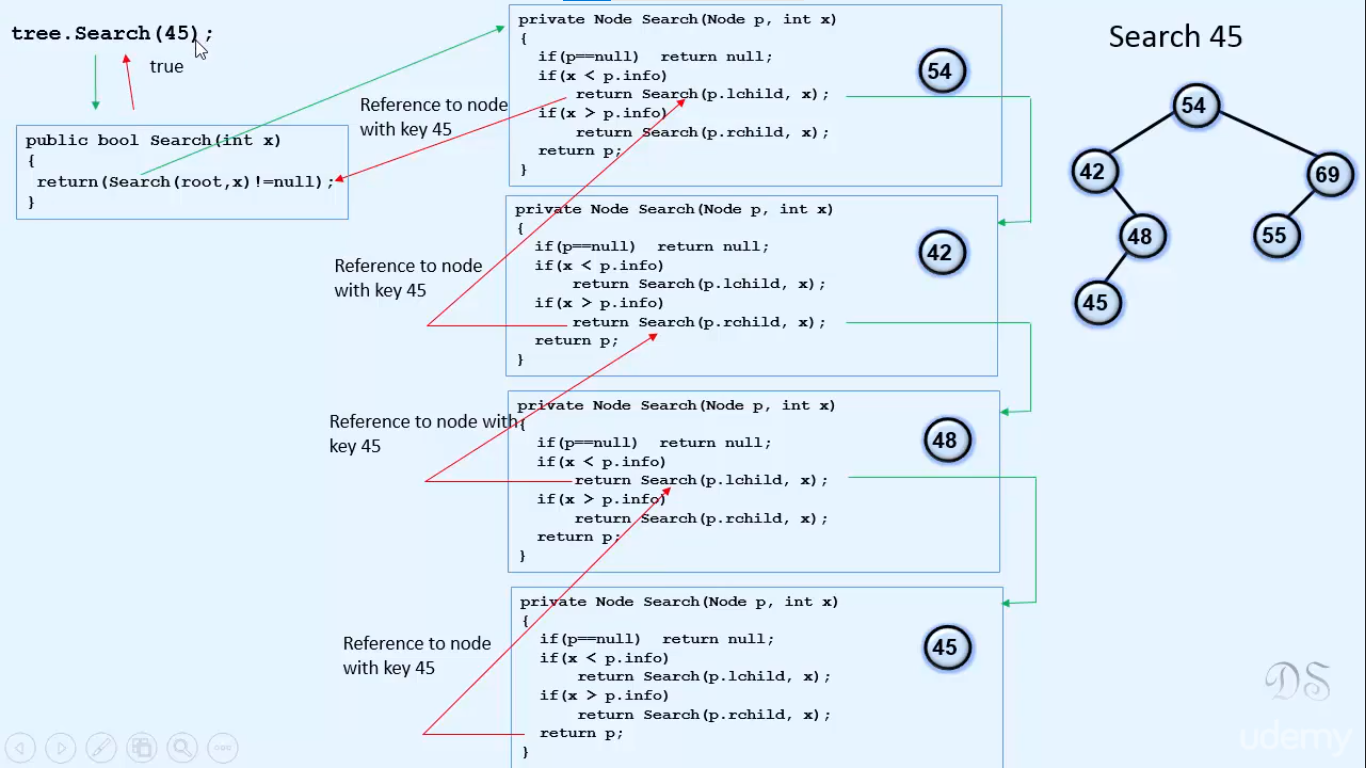 tree.Search(45);
true
public bool Search(int x)
{
return(Search(root,x)!=null);
}
Reference to node
with key 45
private Node Search(Node p, int x)
{
if(p==null) return null;
if(x < p.info)
return Search(p.lchild, x);
if(x > p.info)
return Search(p.rchild, x);
return p;
}
54
Reference to node
with key 45
private Node Search(Node p, int x)
{
if(p==null) return null;
if(x < p.info)
return Search(p.lchild, x);
if(x > p.info)
return Search(p.rchild, x);
return p;
}
42
Reference to node with
key 45
private Node Search(Node p, int x)
{
if(p==null) return null;
if(x < p.info)
return Search(p.lchild, x);
if(x > p.info)
return Search(p.rchild, x);
return p;
}
48
Reference to node
with key 45
private Node Search(Node p, int x)
{
if(p==null) return null;
if(x < p.info)
return Search(p.lchild, x);
if(x > p.info)
return Search(p.rchild, x);
return p;
}
45
Search 45
54
42
69
48
55
45
DS
udemy